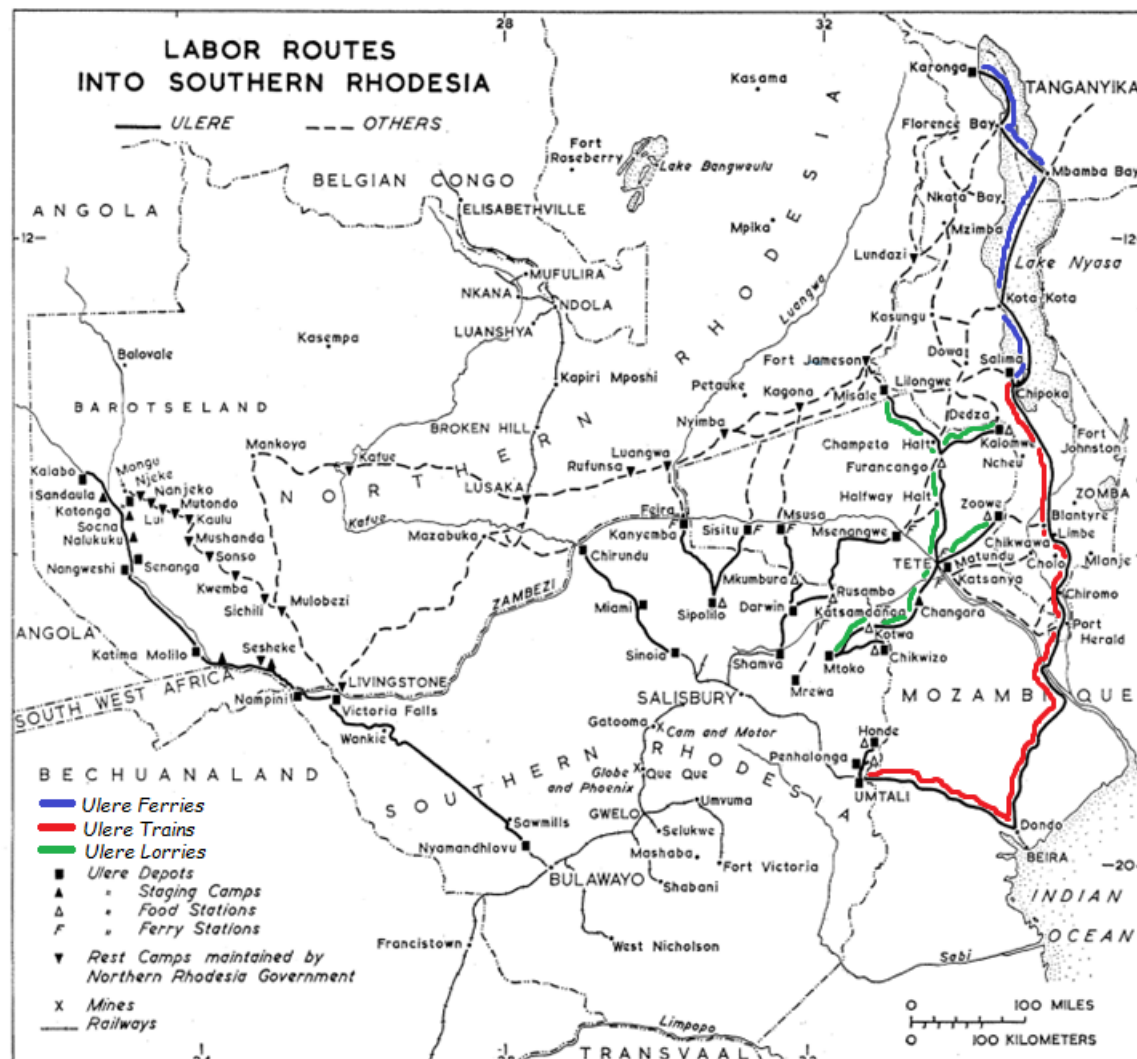 28
32
LABOR ROUTES
INTO SOUTHERN RHODESIA
ULERE
OTHERS
Kasama
Karonga
TANGANYIKA
Florence Bay
Fort
Roseberry
Lake Bangweulu
Mbamba Bay
BELGIAN CONGO
ELISABETHVILLE
ANGOLA
Nkata Bay
Mzimba
Mpika
12
12
Lundazi
Lake Nyasa
MUFULIRA
NKANA
NDOLA
Luangwa
Kota Kota
LUANSHYA
Kasungu
Kasempa
Balovale
Fort Jameson
Dowa
Salima
Kapiri Mposhi
Petauke
Kagona
Misale
Lilongwe
Chipoka
BAROTSELAND
Dedza
BROKEN HILL
Nyimba
Champeta
Halt
Kalomwe
Fort
Johnston
Mankoya
NORTHERN RHODESIA
Kafue
Luangwa
Furancango
Ncheu
Kalabo
Mongu
Njeke
Rufunsa
Sandaula
Nanjeko
LUSAKA
Halfway Halt
ZOMBA
Katonga
Mutondo
Lui
Kaulu
Feira
Msusa
Zoowe
Socna
Kafue
Kanyemba
F
Sisitu
F
F
Msenangwe
Blantyre
Nalukuku
Mushanda
Mazabuka
Limbe
Chikwawa
Sonso
Chirundu
TETE
Matundu
Cholo
Mlanje
Nangweshi
Senanga
Katsanya
Kwemba
ZAMBEZI
Mkumbura
Rusambo
Chiromo
Sichili
Mulobezi
Miami
Sipolilo
Darwin
Katsamdanga
Changara
Port
Herald
ANGOLA
Kotwa
Katima Molilo
Sesheke
Sinoia
Shamva
Mtoko
Chikwizo
SOUTH WEST AFRICA
LIVINGSTONE
Mrewa
Nampini
Victoria Falls
SALISBURY
MOZAMBIQUE
Wankie
Gatooma
Cam and Motor
Honde
Penhalonga
SOUTHERN RHODESIA
BECHUANALAND
Globe
and Phoenix
Que Que
UMTALI
Ulere Ferries
Umvuma
Ulere Trains
GWELO
Sawmills
Selukwe
Dondo
Ulere Lorries
Nyamandhlovu
Mashaba
BEIRA
Ulere Depots
Fort Victoria
20
BULAWAYO
Shabani
" " Staging Camps
INDIAN
OCEAN
" " Food Stations
F " " Ferry Stations
Francistown
West Nicholson
Sabi
Rest Camps maintained by
Northern Rhodesia Government
X Mines
0 100 MILES
Railways
0 100 KILOMETERS
Limpopo
TRANSVAAL